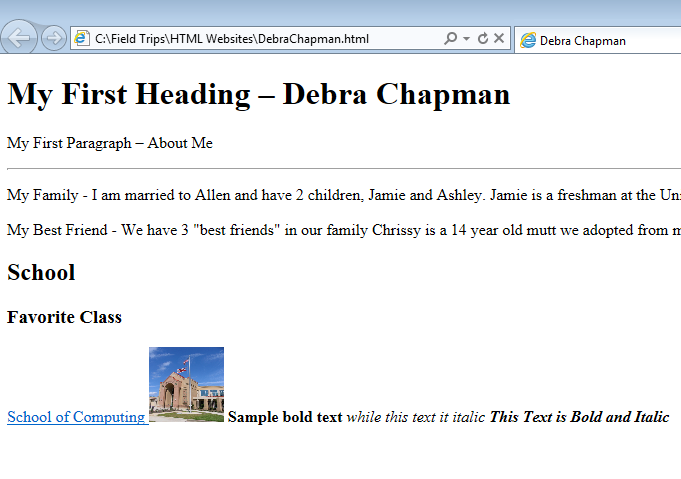 C:\Field Trips\HTML Websites\DebraChapman.html
Debra Chapman
My First Heading – Debra Chapman
My First Paragraph – About Me
My Family - I am married to Allen and have 2 children, Jamie and Ashley. Jamie is a freshman at the
My Best Friend - We have 3 "best friends" in our family Chrissy is a 14 year old mutt we adopted from
School
Favorite Class
School of Computing Sample bold text while this text it italic This Text is Bold and Italic